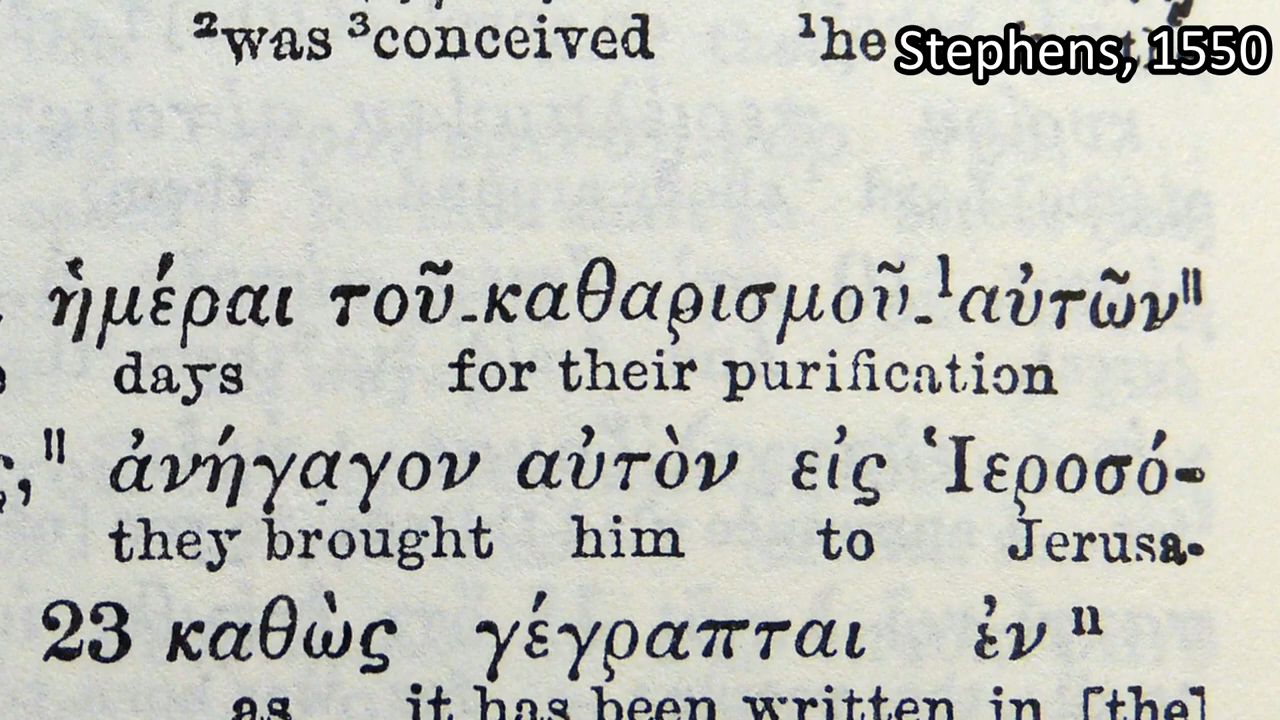 ²was ³conceived ¹he
Stephens, 1550
ἡμέραι τοῦ-καθαρισμοῦ-¹αὐτῶν"
days for their purification
ς," ἀνήγαγον αὐτὸν εἰς Ἱεροσό-
they brought him to Jerusa-
23 καθὼς γέγραπται ἐν "
as it has been written in [the]